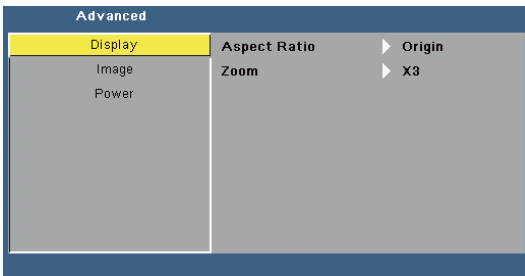 Advanced
Display
Image
Power
Aspect Ratio Origin
Zoom X3